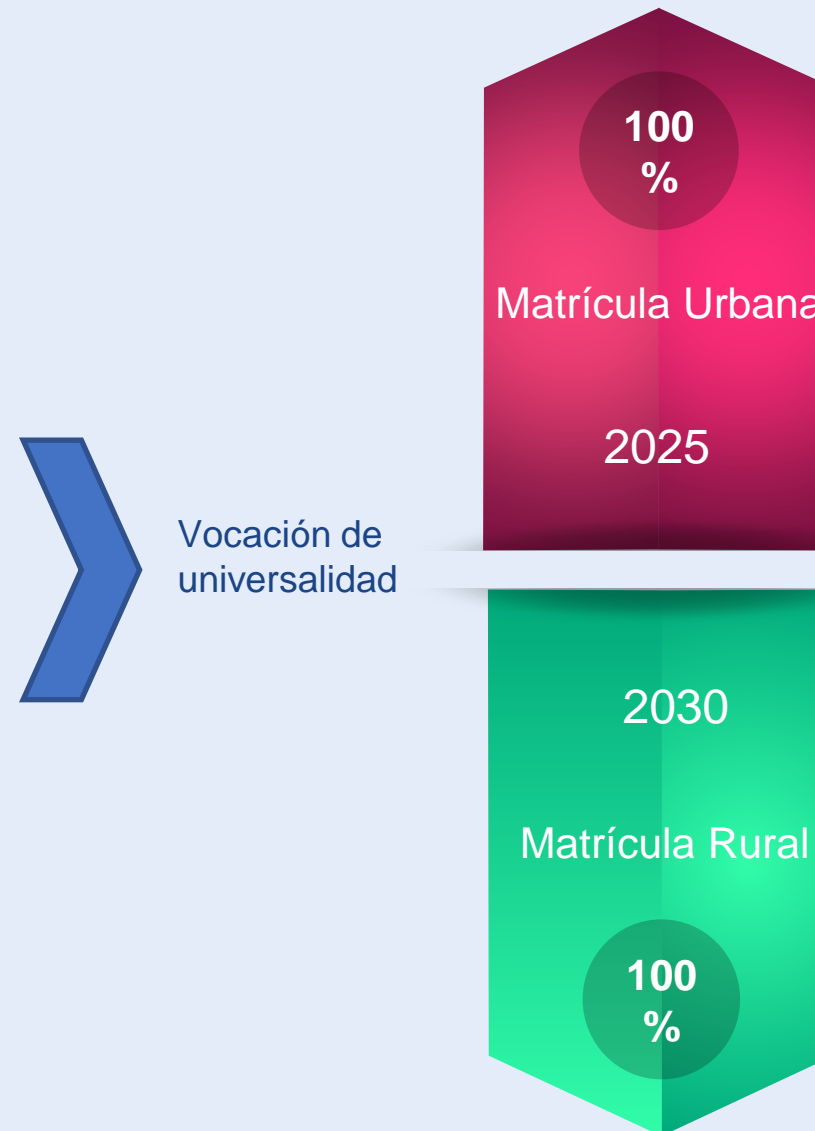 100
%
Matrícula Urbana
2025
Vocación de
universalidad
2030
Matrícula Rural
100
%